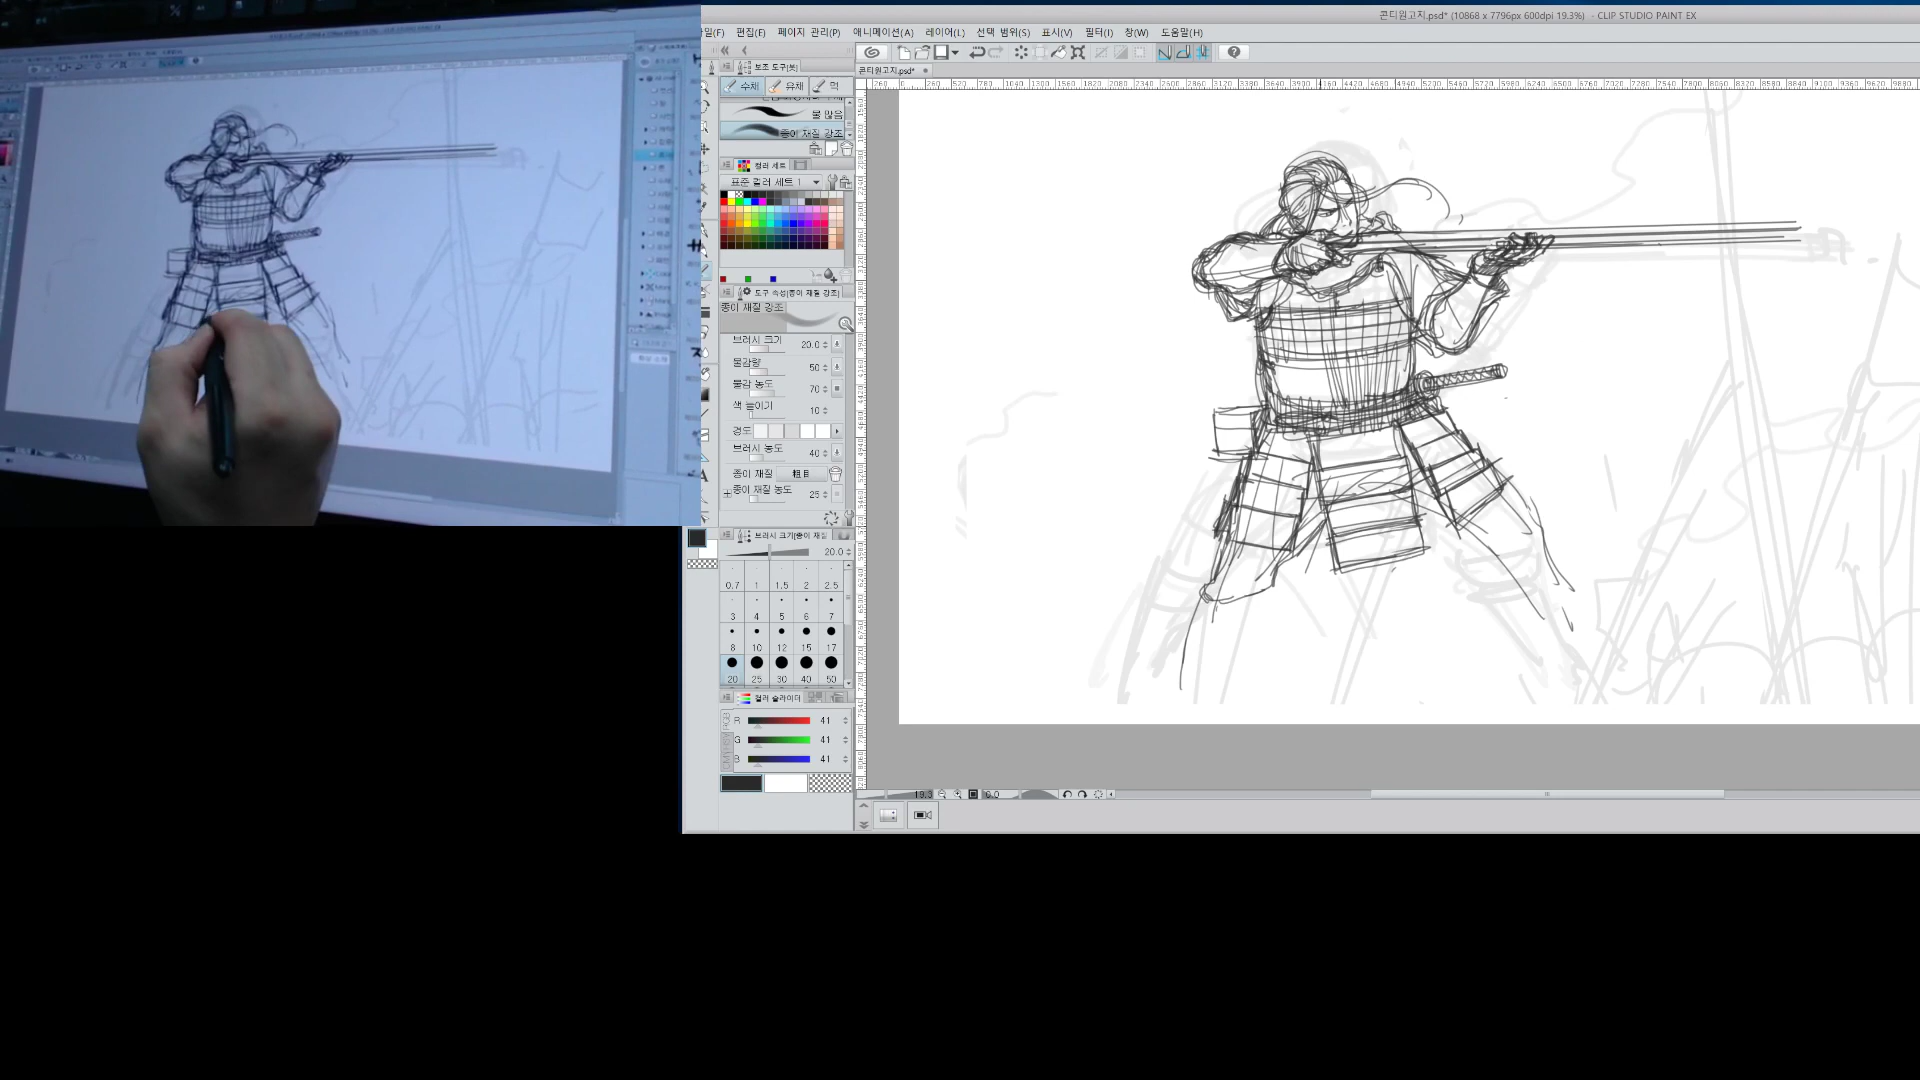 콘티원고지.psd* (10868 x 7796px 600dpi 19.3%) - CLIP STUDIO PAINT EX
일(F) 편집(E) 페이지 관리(P) 애니메이션(A) 레이어(L) 선택 범위(S) 표시(V) 필터(I) 창(W) 도움말(H)
보조 도구[붓]
콘티원고지.psd*
수채 유채 먹
물 많음
종이 재질 강조
컬러 세트
표준 컬러 세트 1
도구 속성[종이 재질 강조]
종이 재질 강조
브러시 크기 20.0
물감량 50
물감 농도 70
색 늘이기 10
경도
브러시 농도 40
종이 재질 粗目
종이 재질 농도 25
브러시 크기[종이 재질
20.0
0.7 1 1.5 2 2.5
3 4 5 6 7
8 10 12 15 17
20 25 30 40 50
컬러 슬라이더
R 41
G 41
B 41
19.3 0.0